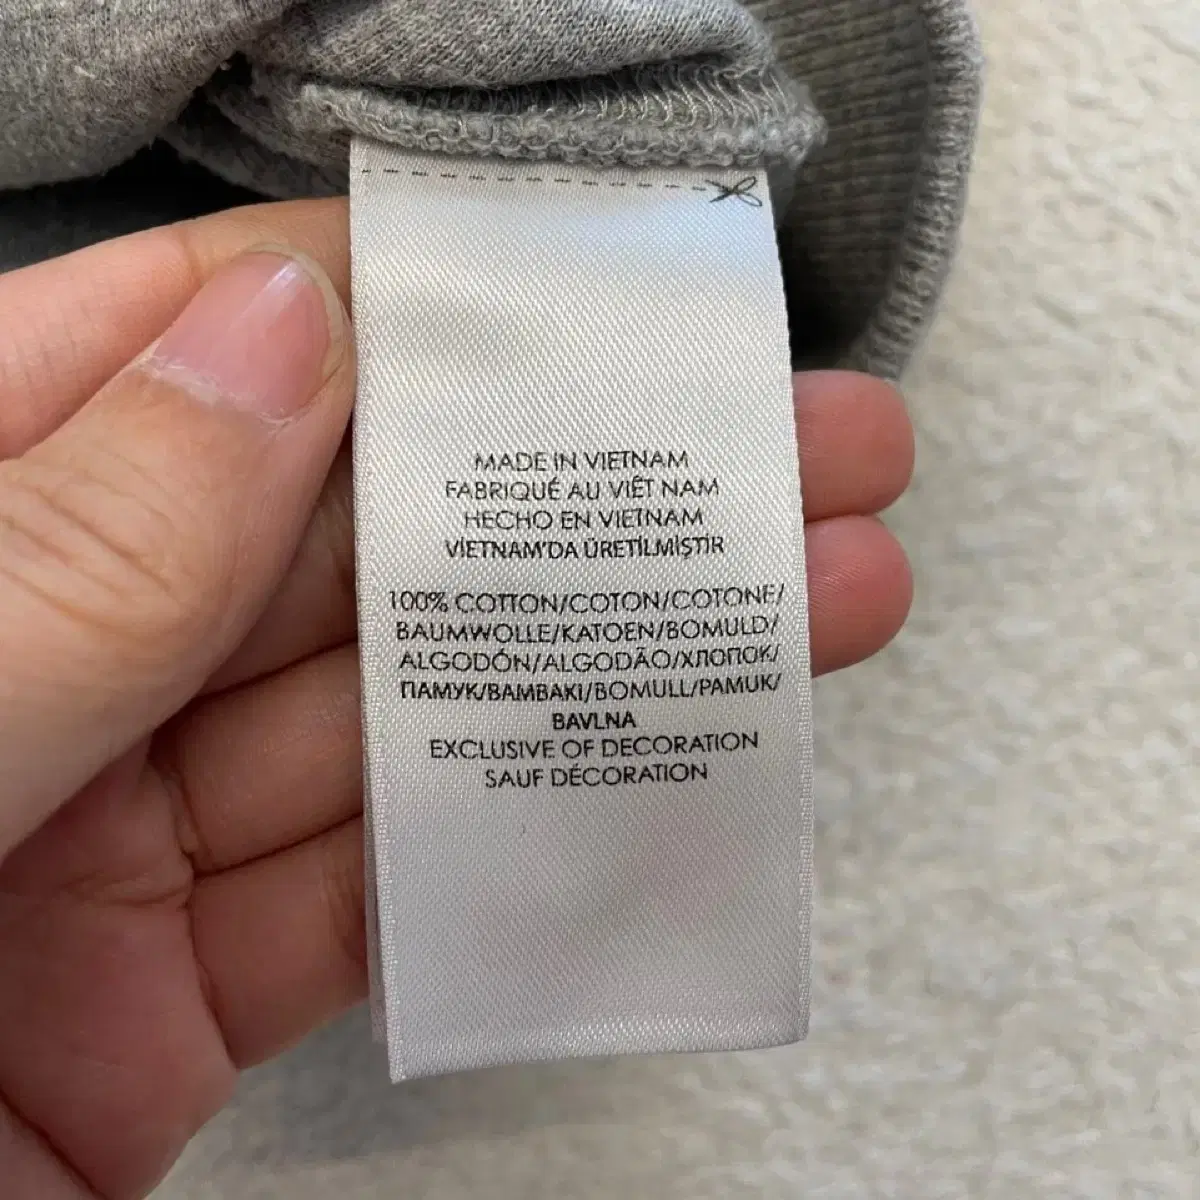 MADE IN VIETNAM
FABRIQUÉ AU VIÊT NAM
HECHO EN VIETNAM
VİETNAM'DA ÜRETİLMİŞTİR
100% COTTON/COTON/COTONE/
BAUMWOLLE/KATOEN/BOMULD/
ALGODÓN/ALGODÃO/ХЛОПОК/
ПАМУК/ΒΑΜΒΑΚΙ/BOMULL/PAMUK/
BAVLNA
EXCLUSIVE OF DECORATION
SAUF DÉCORATION